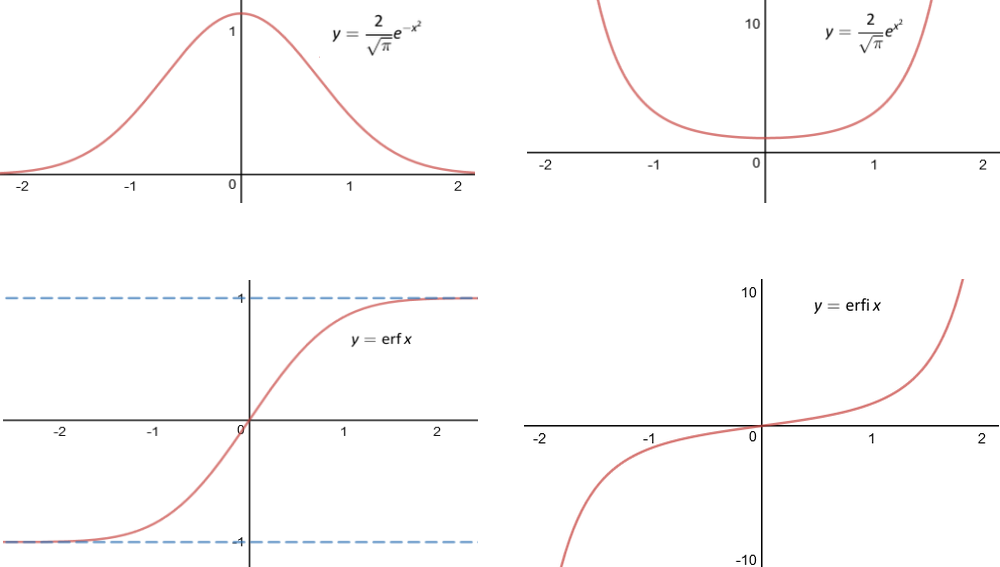 1
y = 2/√π e^{-x²}
-2 -1 0 1 2
10
y = 2/√π e^{x²}
-2 -1 0 1 2
1
y = erf x
-2 -1 0 1 2
-1
10
y = erfi x
-2 -1 0 1 2
-10